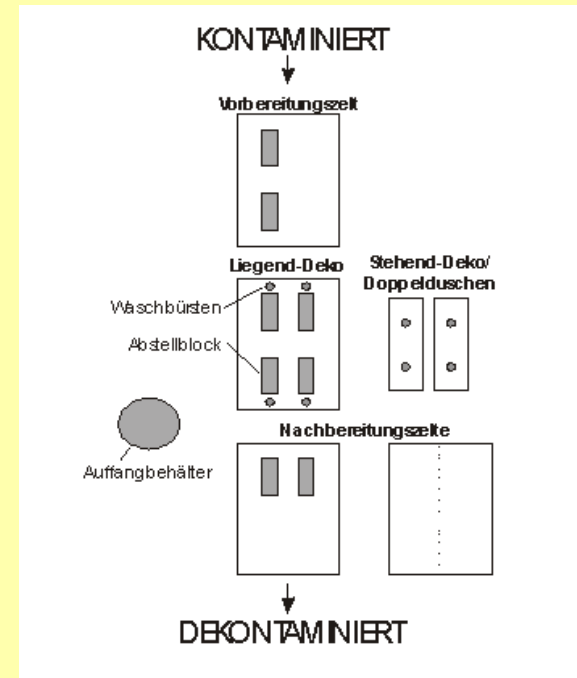 KONTAMINIERT
Vorbereitungszelt
Liegend-Deko
Stehend-Deko/
Doppelduschen
Waschbürsten
Abstellblock
Auffangbehälter
Nachbereitungszelte
DEKONTAMINIERT